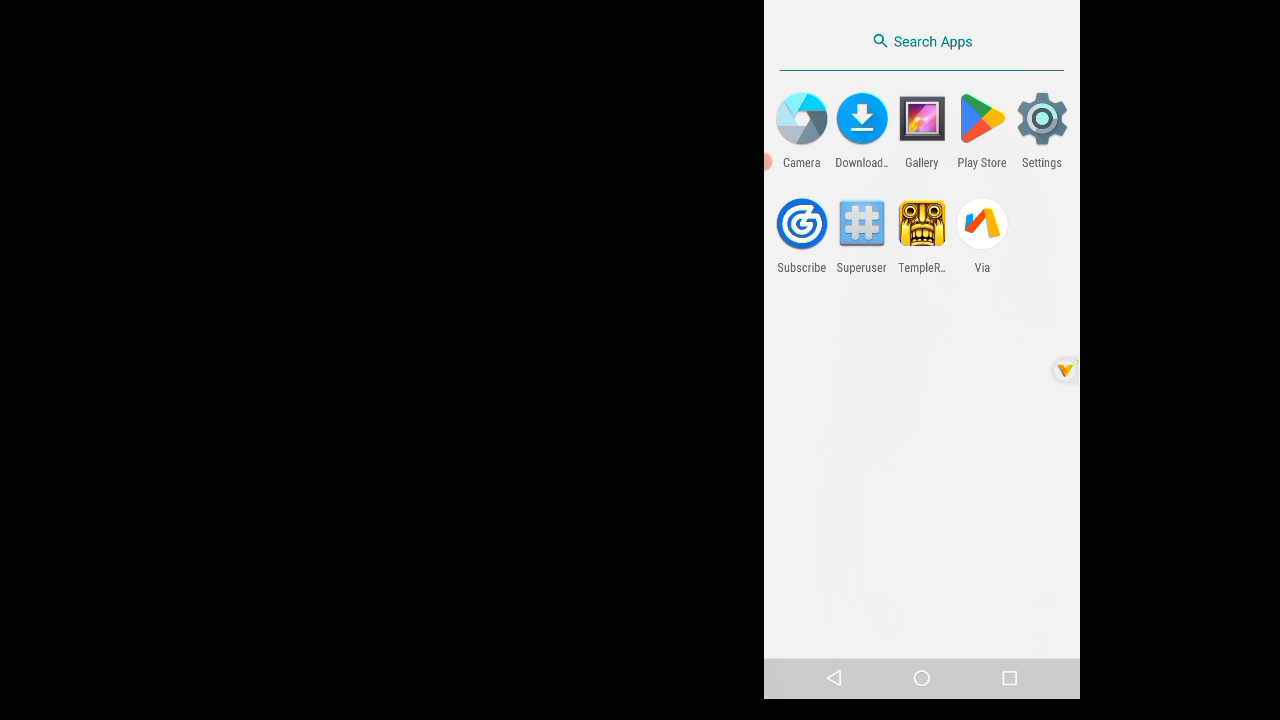 Search Apps
Camera Download.. Gallery Play Store Settings
Subscribe Superuser TempleR.. Via